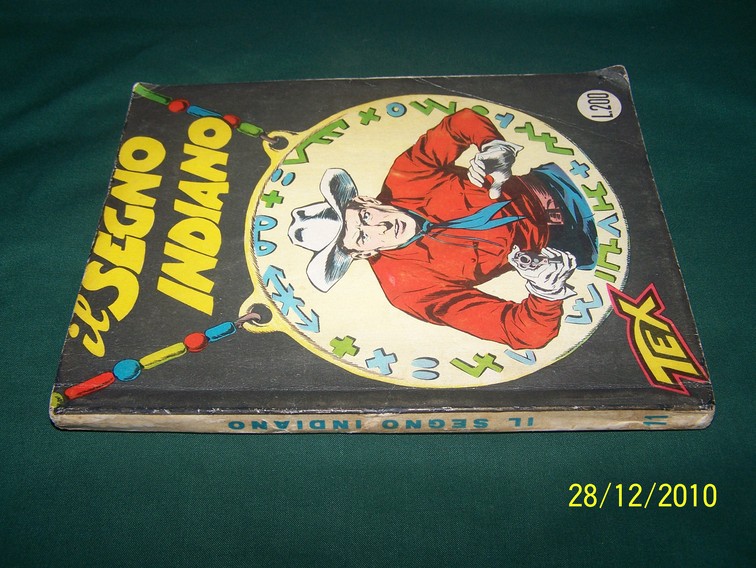 il SEGNO
INDIANO
L.200
TEX
IL SEGNO INDIANO
11
28/12/2010